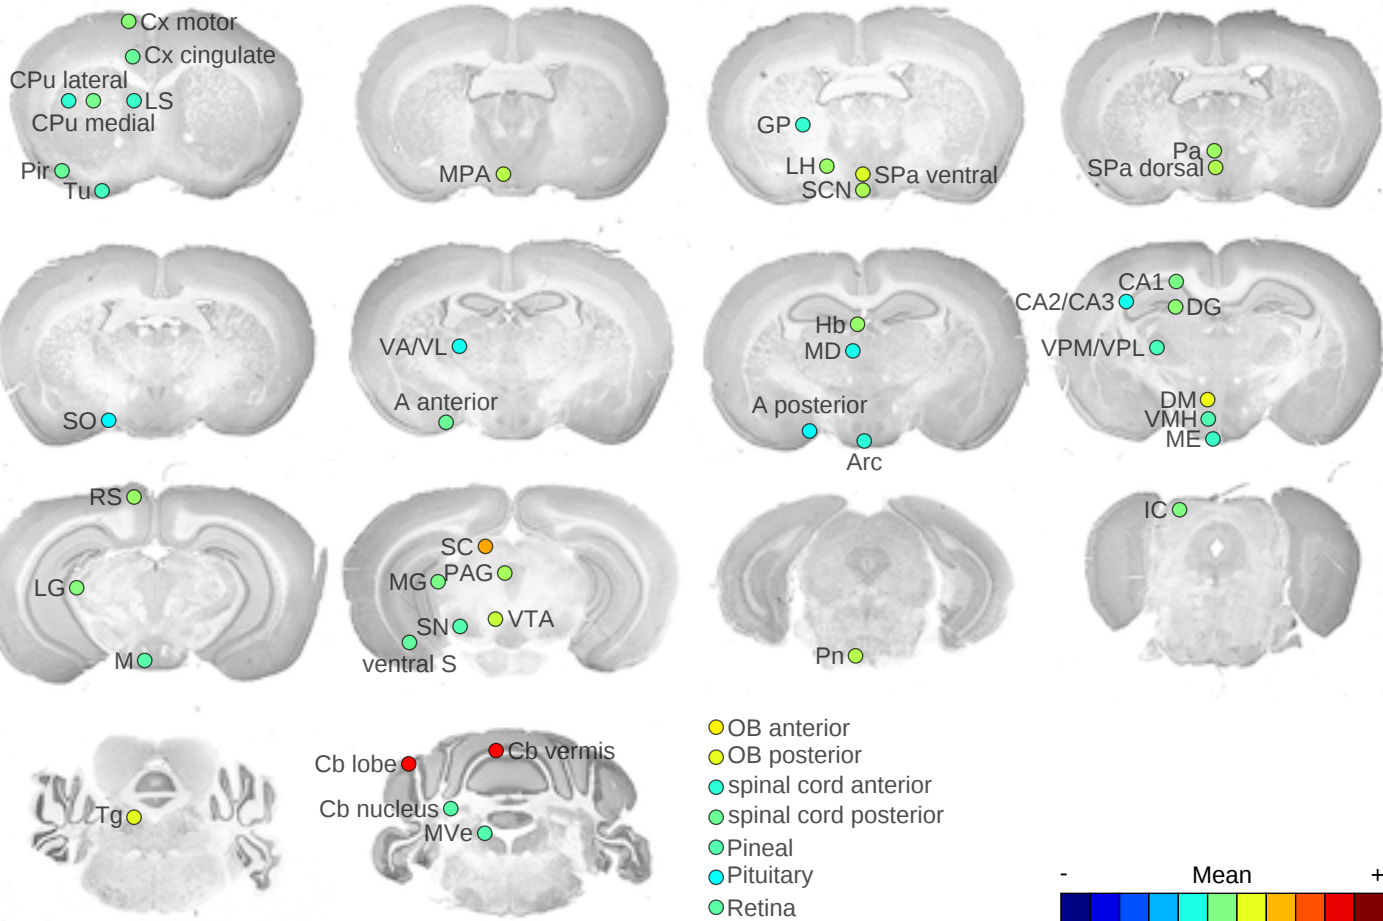 Cx motor
Cx cingulate
CPu lateral
LS
CPu medial
Pir
Tu
MPA
GP
LH
SPa ventral
SCN
Pa
SPa dorsal
SO
VA/VL
A anterior
Hb
MD
A posterior
Arc
CA1
CA2/CA3
DG
VPM/VPL
DM
VMH
ME
RS
LG
M
SC
PAG
MG
VTA
SN
ventral S
Pn
IC
Tg
Cb lobe
Cb vermis
Cb nucleus
MVe
OB anterior
OB posterior
spinal cord anterior
spinal cord posterior
Pineal
Pituitary
Retina
- Mean +